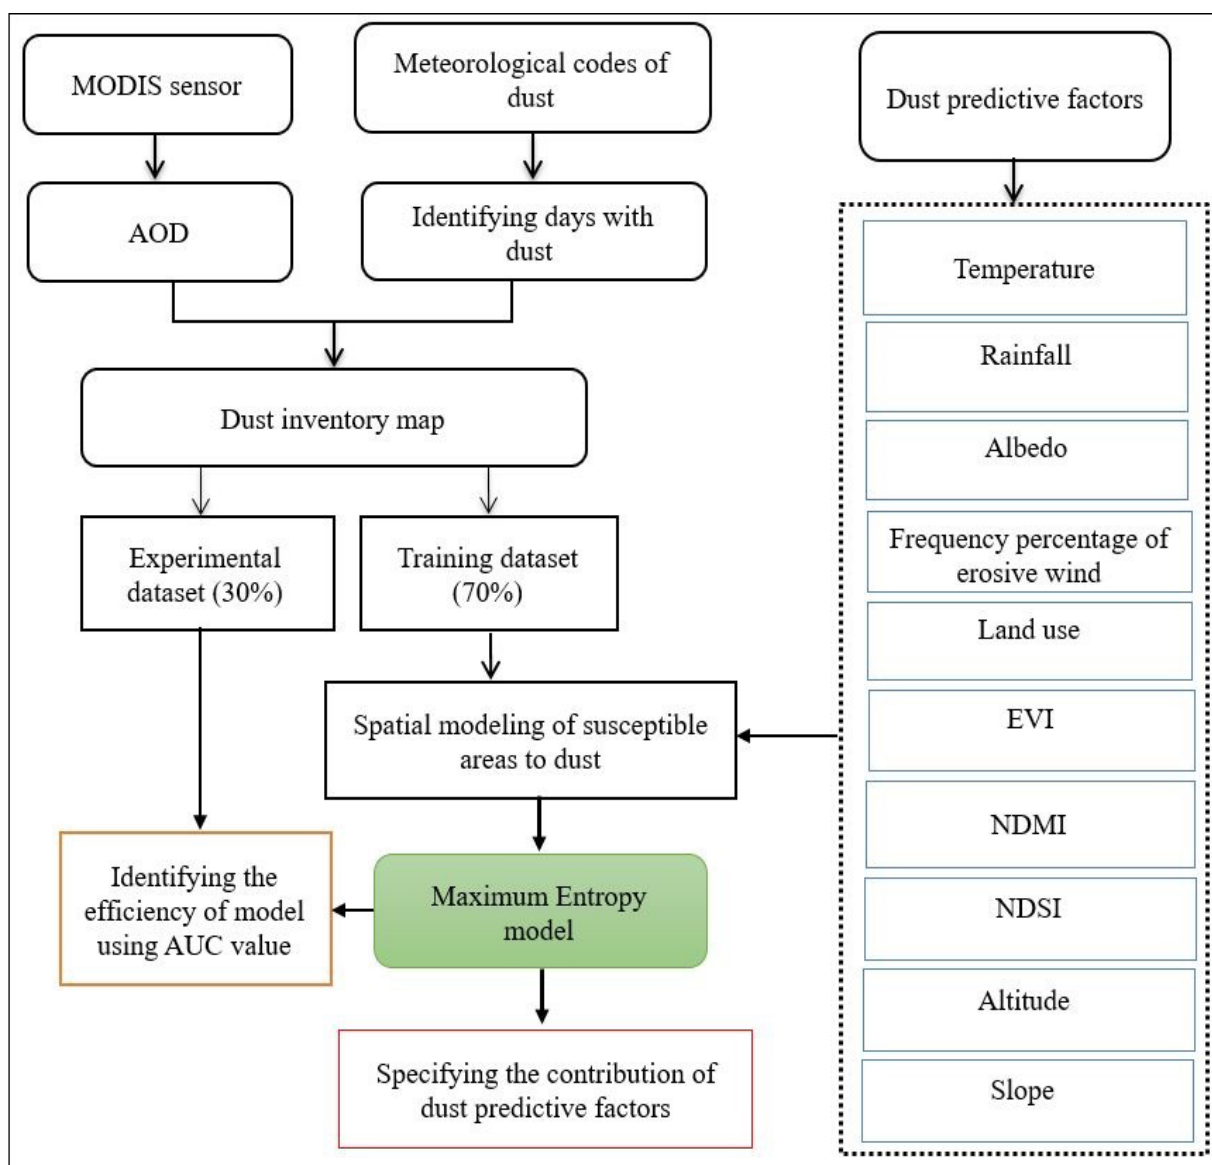 MODIS sensor
Meteorological codes of
dust
Dust predictive factors
AOD
Identifying days with
dust
Dust inventory map
Experimental
dataset (30%)
Training dataset
(70%)
Spatial modeling of susceptible
areas to dust
Identifying the
efficiency of model
using AUC value
Maximum Entropy
model
Specifying the contribution of
dust predictive factors
Temperature
Rainfall
Albedo
Frequency percentage of
erosive wind
Land use
EVI
NDMI
NDSI
Altitude
Slope